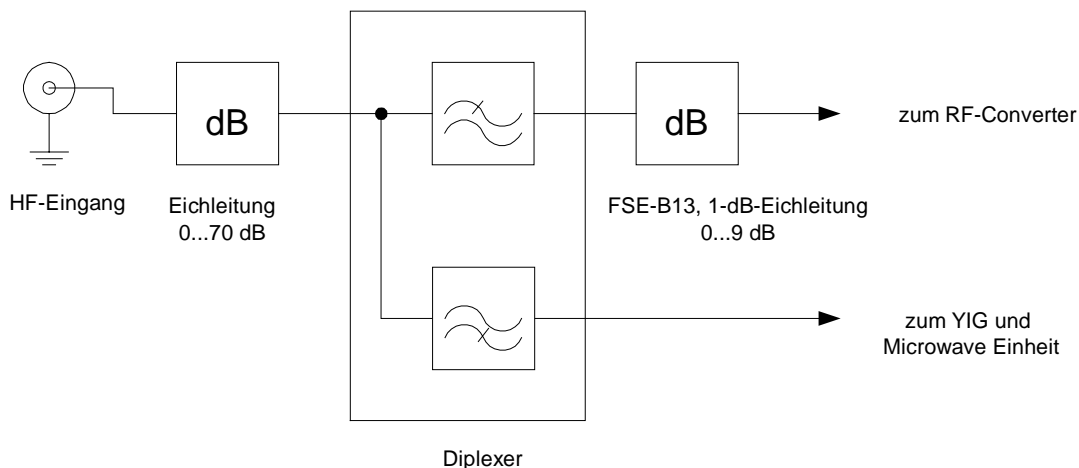 dB
dB
zum RF-Converter
HF-Eingang
Eichleitung
0...70 dB
FSE-B13, 1-dB-Eichleitung
0...9 dB
zum YIG und
Microwave Einheit
Diplexer